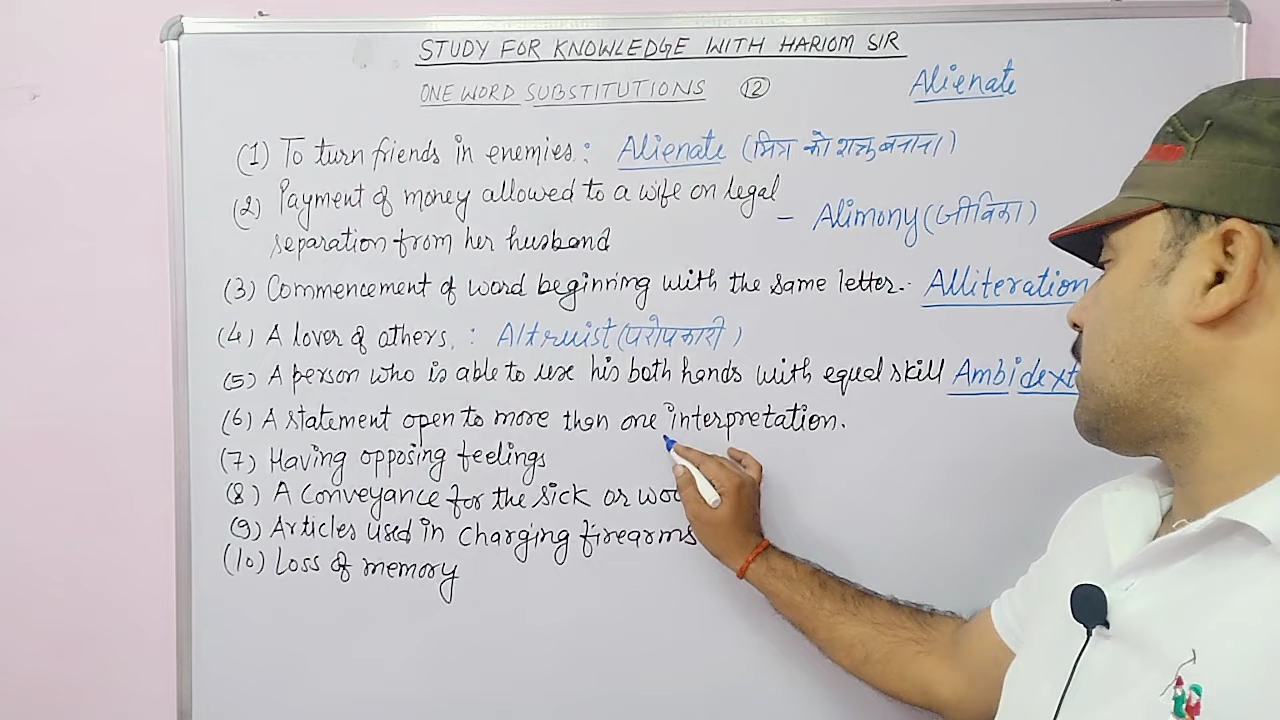 STUDY FOR KNOWLEDGE WITH HARIOM SIR
ONE WORD SUBSTITUTIONS (12)
Alienate
(1) To turn friends in enemies: Alienate (मित्र को शत्रु बनाना)
(2) Payment of money allowed to a wife on legal
separation from her husband - Alimony (जीविका)
(3) Commencement of word beginning with the same letter. - Alliteration
(4) A lover of others. : Altruist (परोपकारी)
(5) A person who is able to use his both hands with equal skill Ambidext
(6) A statement open to more than one interpretation.
(7) Having opposing feelings
(8) A conveyance for the sick or wo
(9) Articles used in charging firearms
(10) Loss of memory